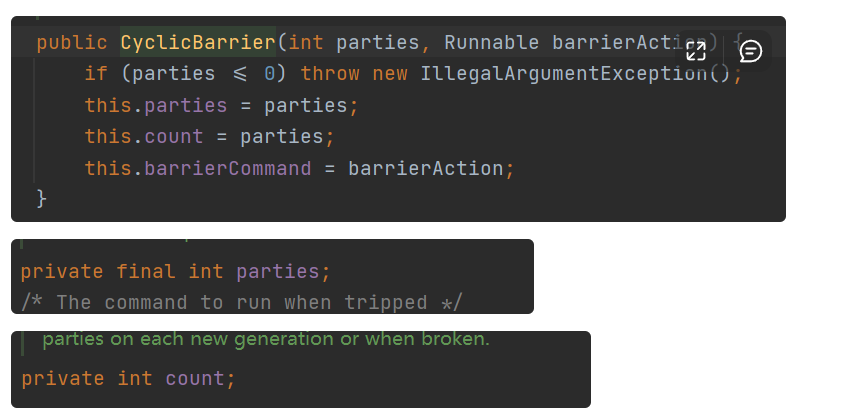 public CyclicBarrier(int parties, Runnable barrierAction) {
if (parties <= 0) throw new IllegalArgumentException();
this.parties = parties;
this.count = parties;
this.barrierCommand = barrierAction;
}
private final int parties;
/* The command to run when tripped */
parties on each new generation or when broken.
private int count;